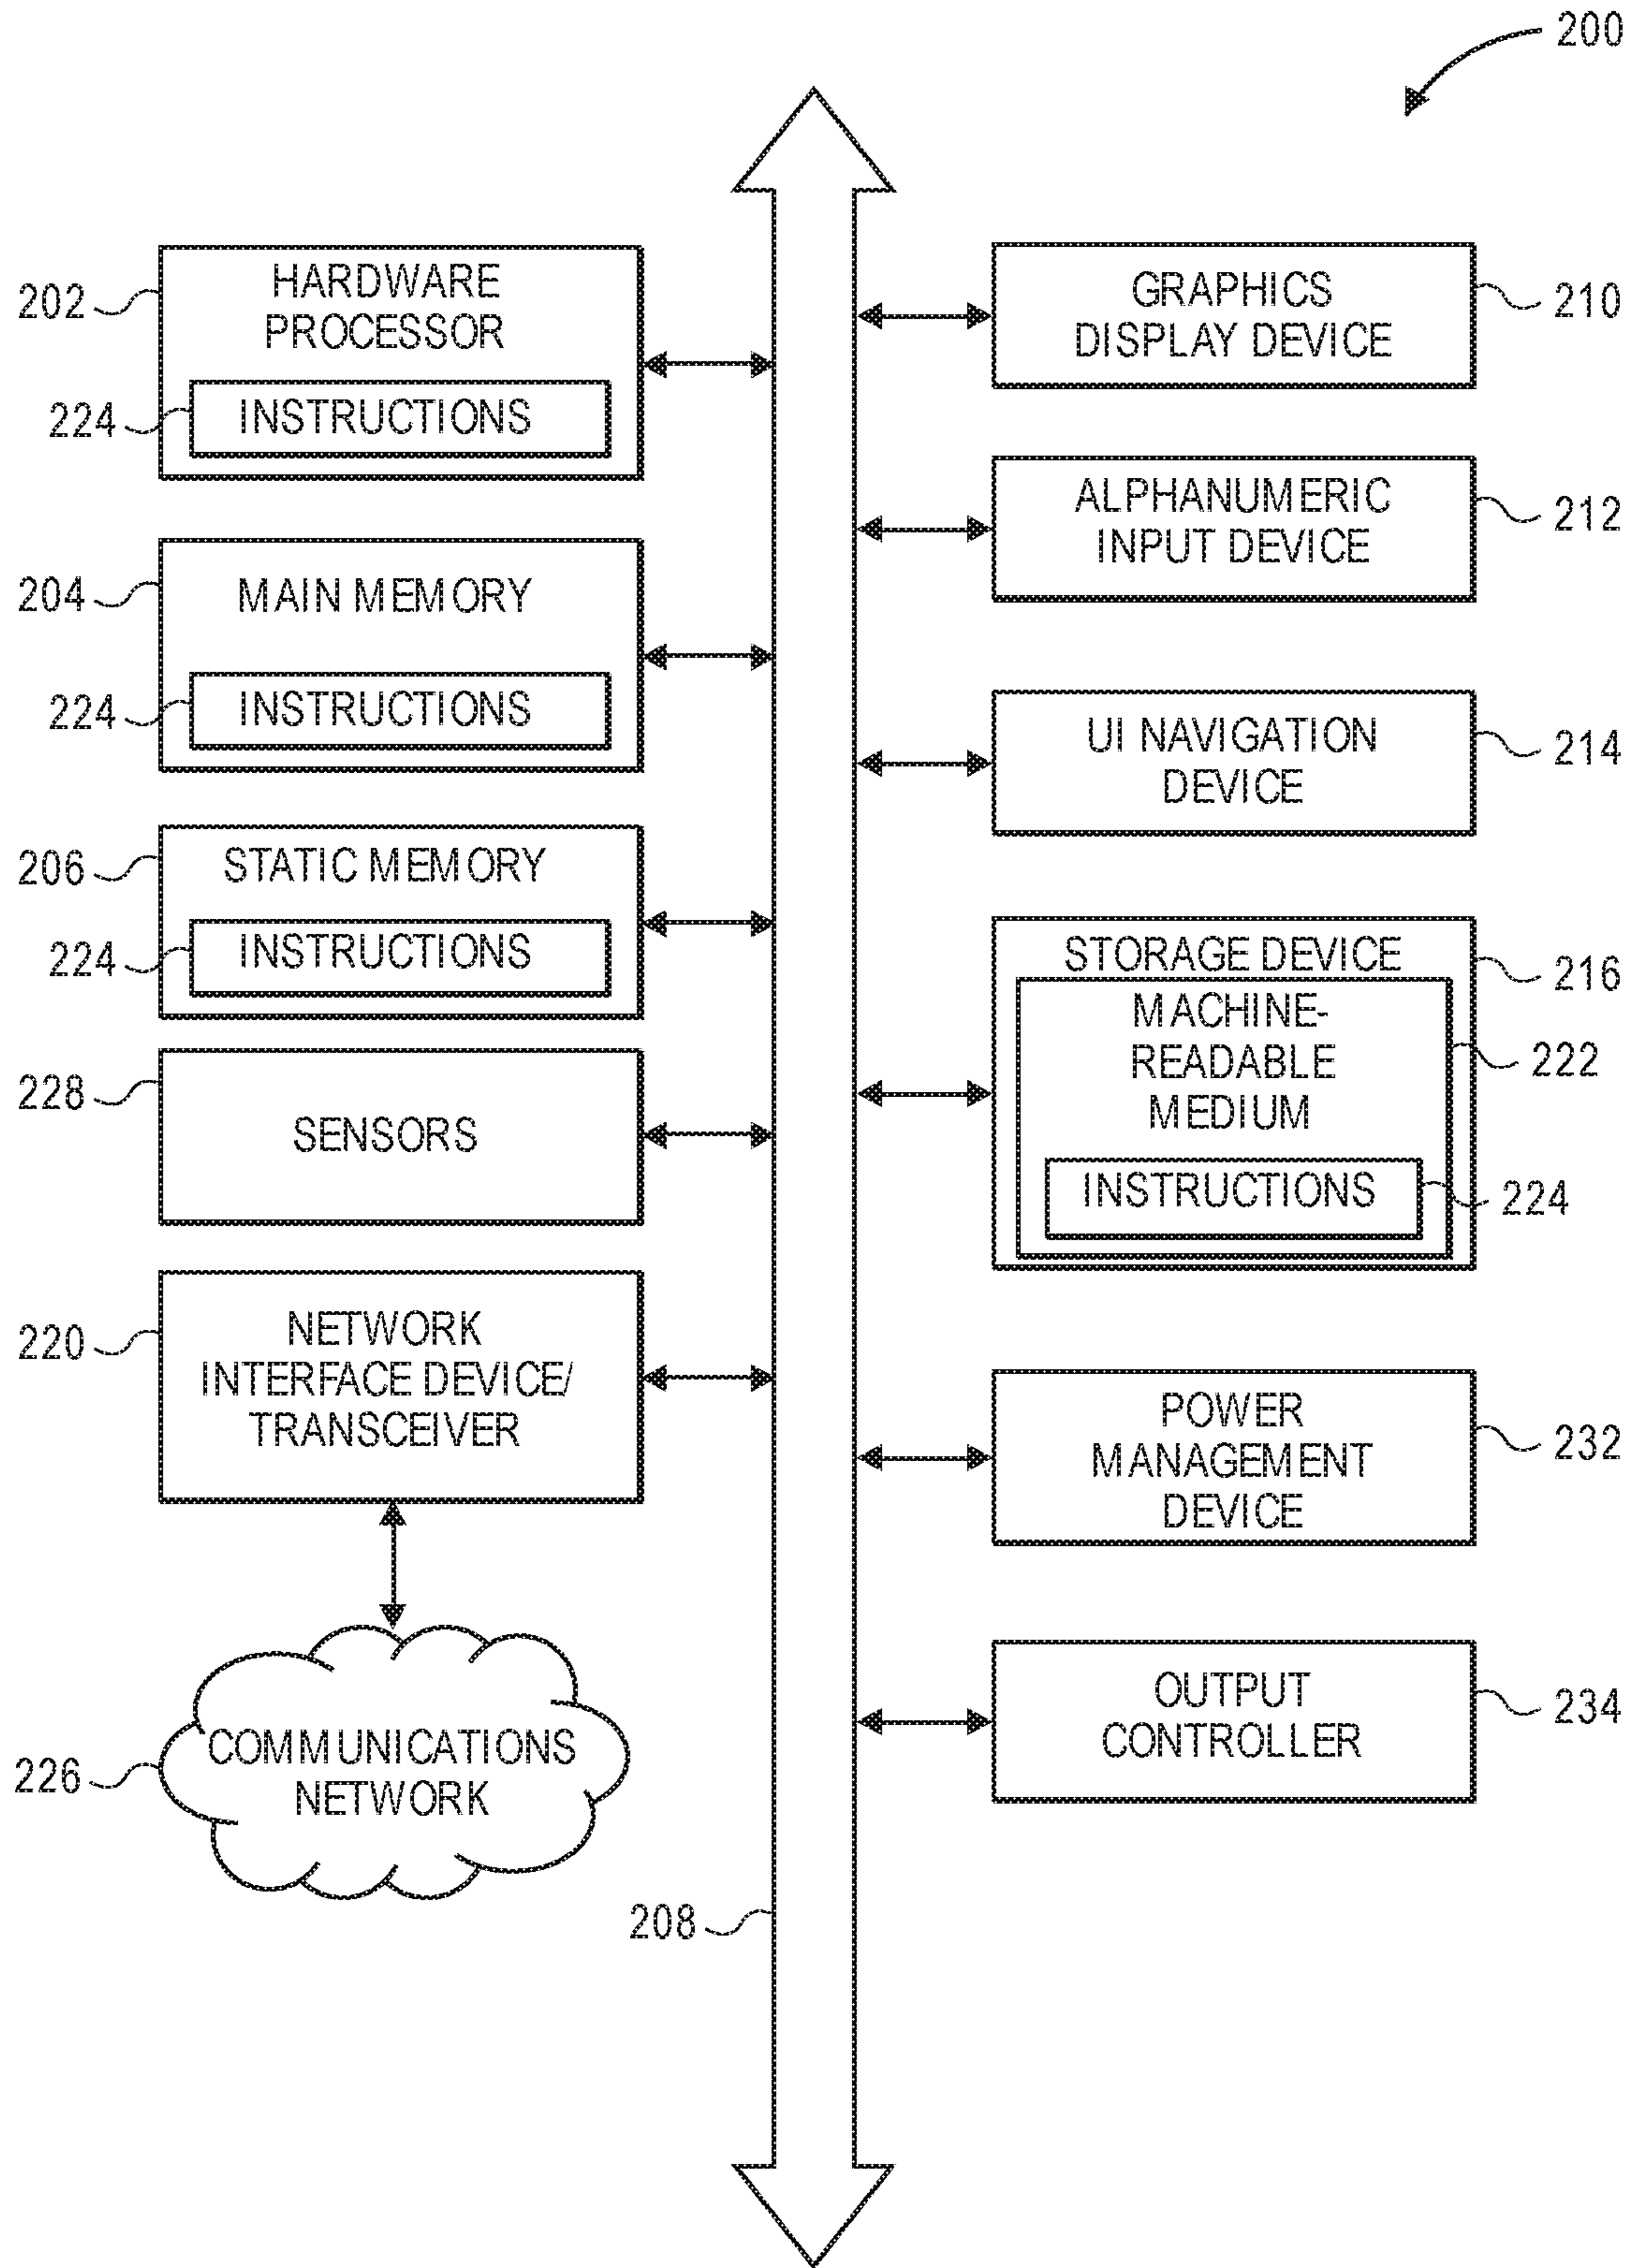 200
202
HARDWARE
PROCESSOR
224
INSTRUCTIONS
204
MAIN MEMORY
224
INSTRUCTIONS
206
STATIC MEMORY
224
INSTRUCTIONS
228
SENSORS
220
NETWORK
INTERFACE DEVICE/
TRANSCEIVER
226
COMMUNICATIONS
NETWORK
208
GRAPHICS
DISPLAY DEVICE
210
ALPHANUMERIC
INPUT DEVICE
212
UI NAVIGATION
DEVICE
214
STORAGE DEVICE
216
MACHINE-
READABLE
MEDIUM
222
INSTRUCTIONS
224
POWER
MANAGEMENT
DEVICE
232
OUTPUT
CONTROLLER
234